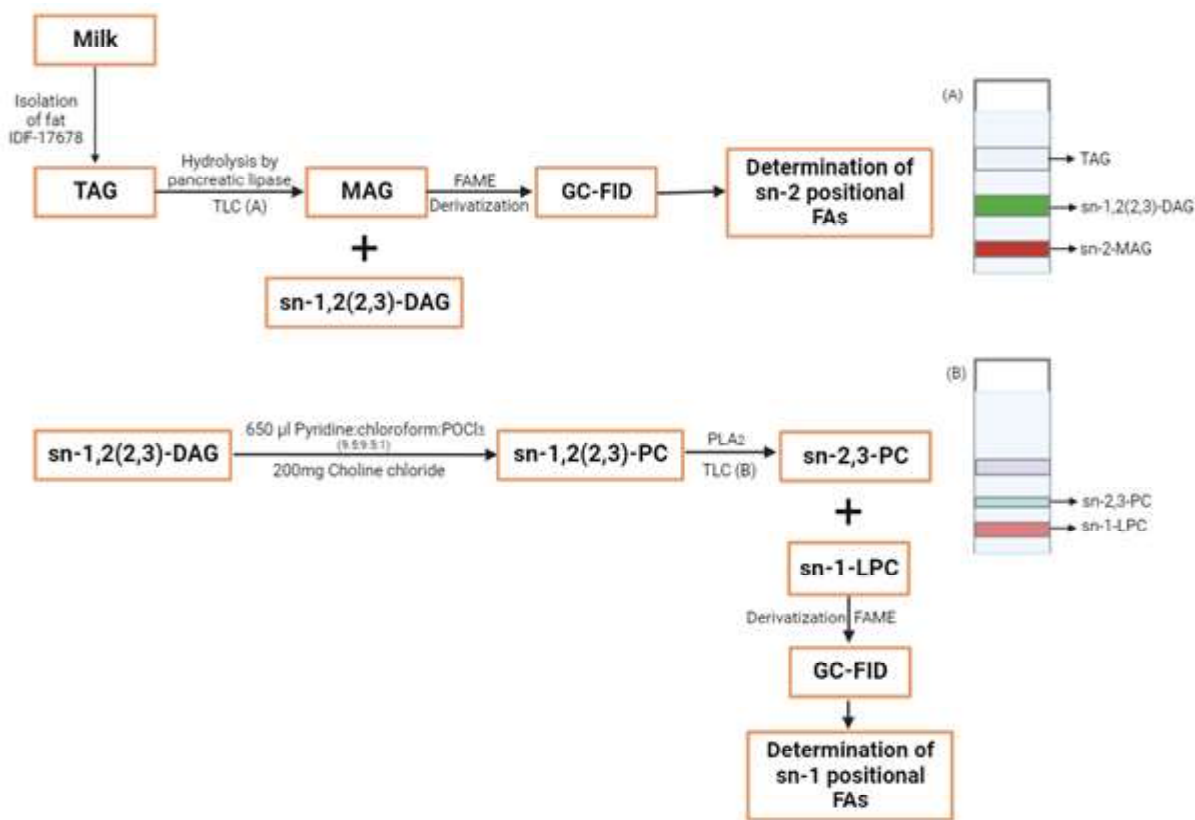 Milk
Isolation
of fat
IDF-17678
TAG
Hydrolysis by
pancreatic lipase
TLC (A)
MAG
FAME
Derivatization
GC-FID
Determination of
sn-2 positional
FAs
+
sn-1,2(2,3)-DAG
(A)
TAG
sn-1,2(2,3)-DAG
sn-2-MAG
sn-1,2(2,3)-DAG
650 µl Pyridine:chloroform:POCl3
(9.5:9.5:1)
200mg Choline chloride
sn-1,2(2,3)-PC
PLA2
TLC (B)
sn-2,3-PC
+
sn-1-LPC
Derivatization FAME
GC-FID
Determination of
sn-1 positional
FAs
(B)
sn-2,3-PC
sn-1-LPC